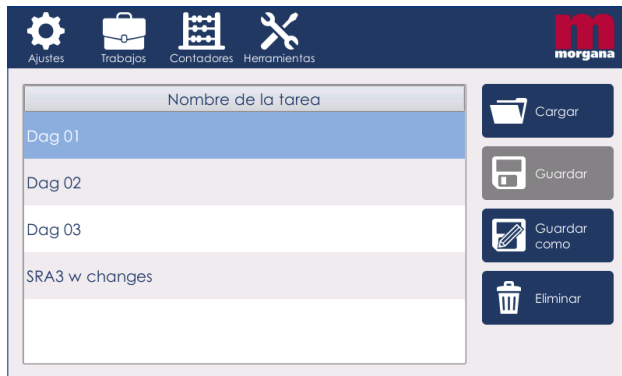 Ajustes Trabajos Contadores Herramientas
morgana
Nombre de la tarea
Dag 01
Dag 02
Dag 03
SRA3 w changes
Cargar
Guardar
Guardar
como
Eliminar